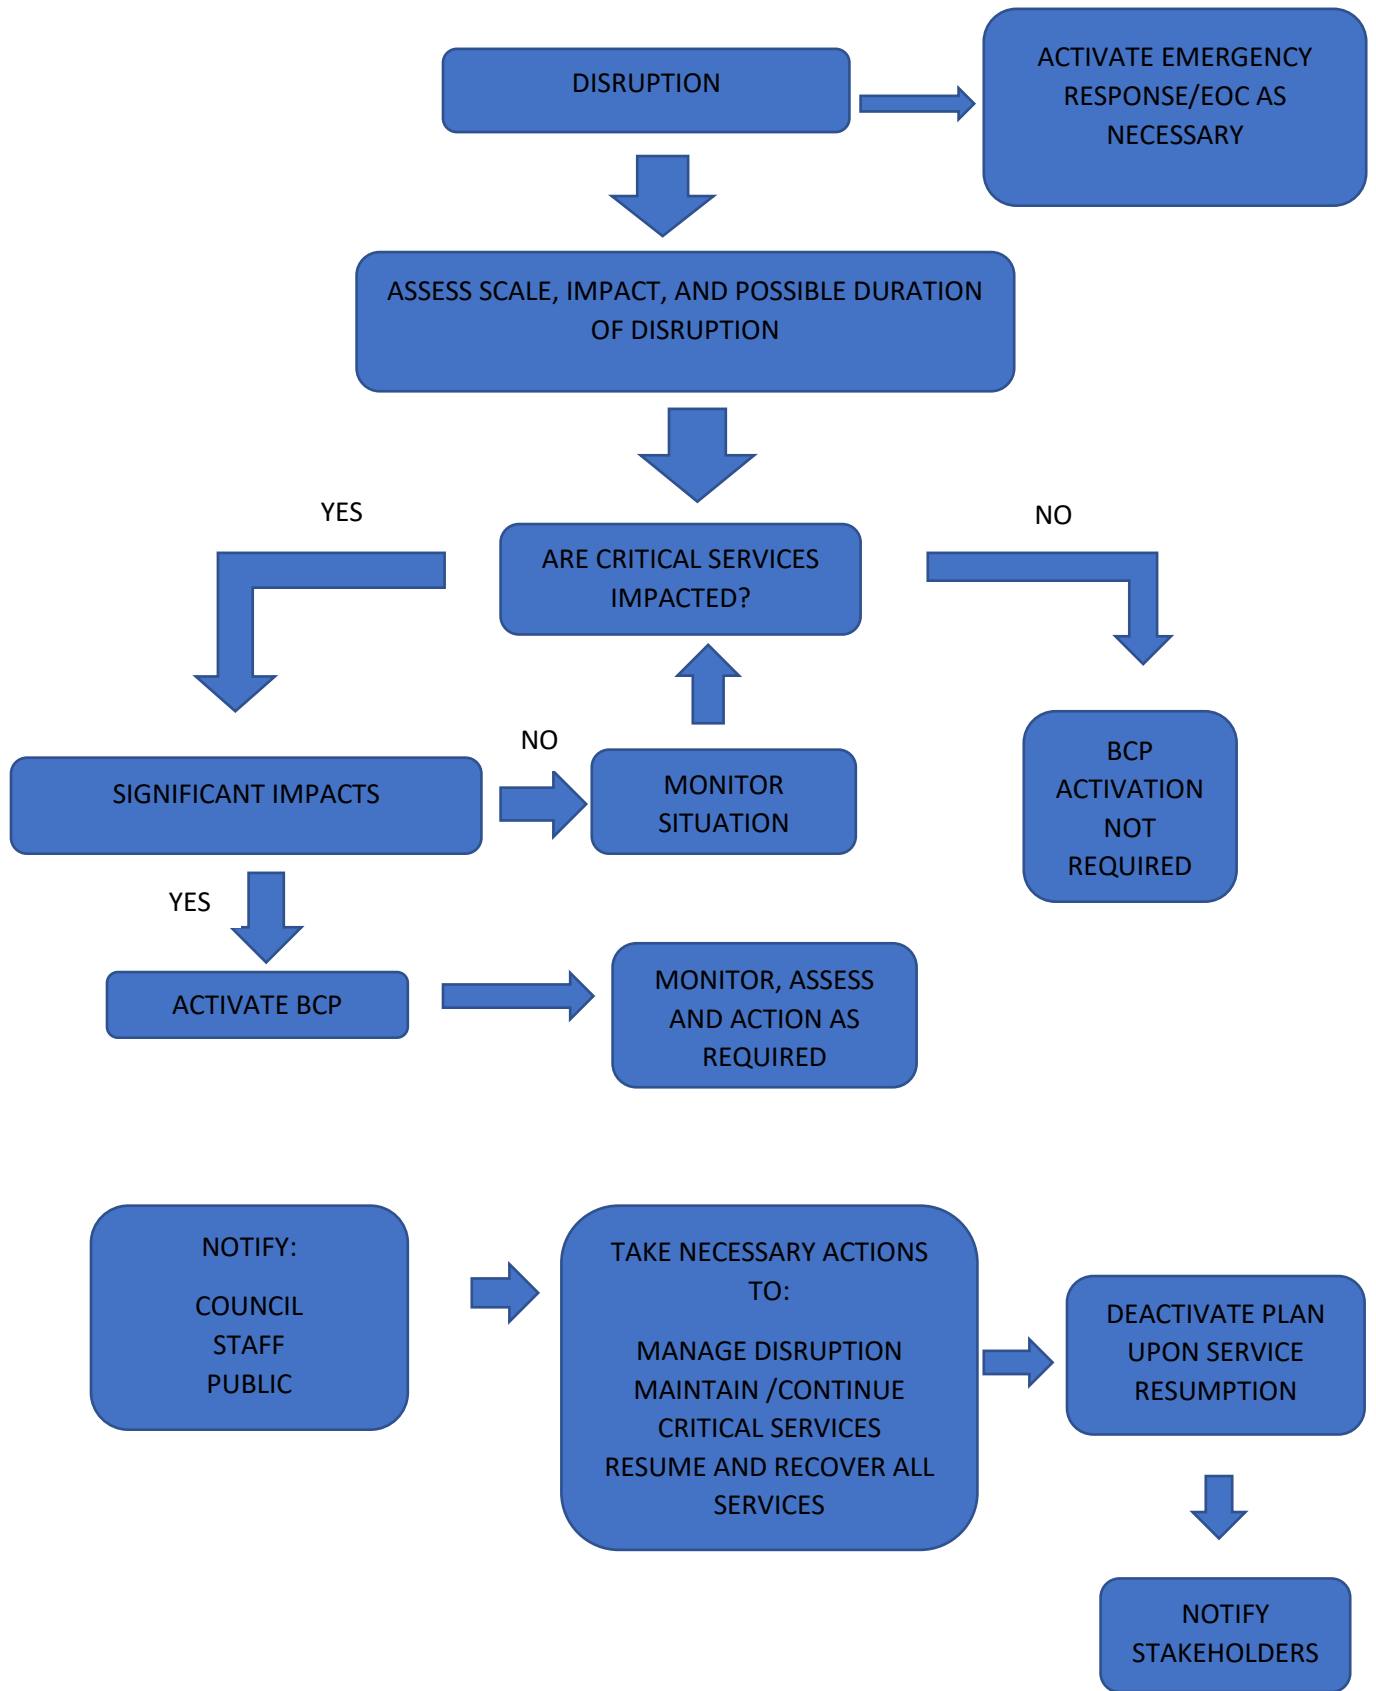 DISRUPTION
ACTIVATE EMERGENCY
RESPONSE/EOC AS
NECESSARY
ASSESS SCALE, IMPACT, AND POSSIBLE DURATION
OF DISRUPTION
YES
NO
ARE CRITICAL SERVICES
IMPACTED?
NO
SIGNIFICANT IMPACTS
MONITOR
SITUATION
BCP
ACTIVATION
NOT
REQUIRED
YES
ACTIVATE BCP
MONITOR, ASSESS
AND ACTION AS
REQUIRED
NOTIFY:
COUNCIL
STAFF
PUBLIC
TAKE NECESSARY ACTIONS
TO:
MANAGE DISRUPTION
MAINTAIN /CONTINUE
CRITICAL SERVICES
RESUME AND RECOVER ALL
SERVICES
DEACTIVATE PLAN
UPON SERVICE
RESUMPTION
NOTIFY
STAKEHOLDERS